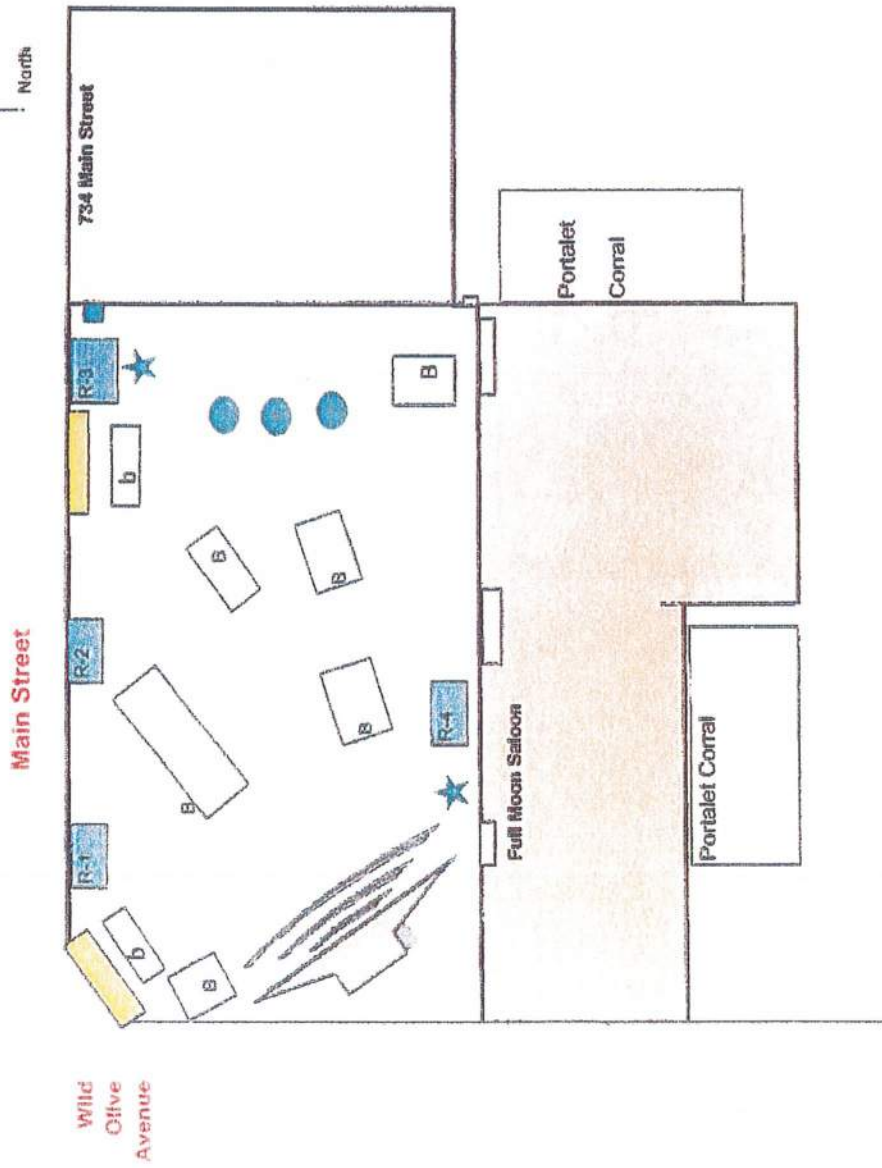 North
Main Street
734 Main Street
R-3
b
B
R-2
B
B
B
B
R-4
R-1
b
B
Wild
Olive
Avenue
Full Moon Saloon
Portalet
Corral
Portalet Corral